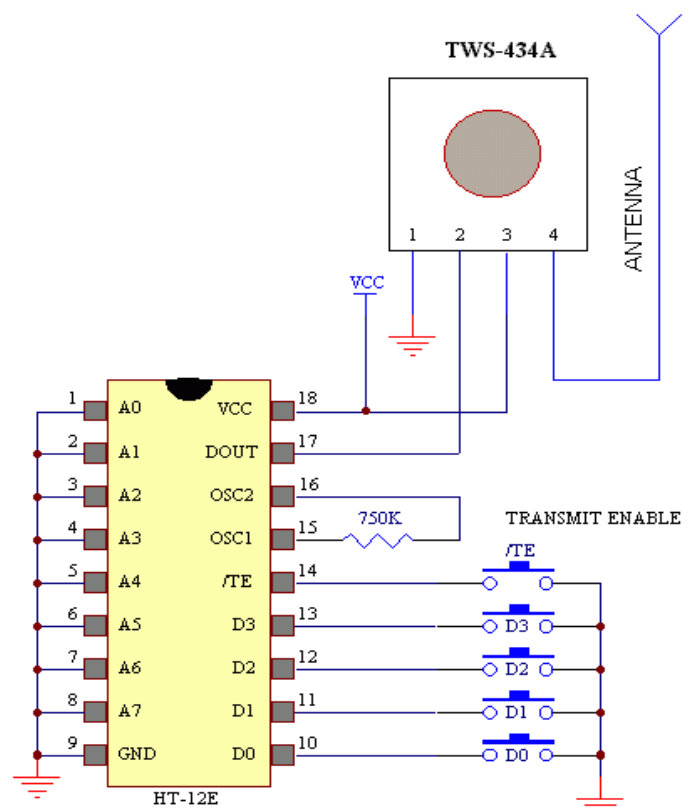 TWS-434A
ANTENNA
1 2 3 4
VCC
1 A0 VCC 18
2 A1 DOUT 17
3 A2 OSC2 16
4 A3 OSC1 15 750K
TRANSMIT ENABLE
5 A4 /TE 14 /TE
6 A5 D3 13 D3
7 A6 D2 12 D2
8 A7 D1 11 D1
9 GND D0 10 D0
HT-12E